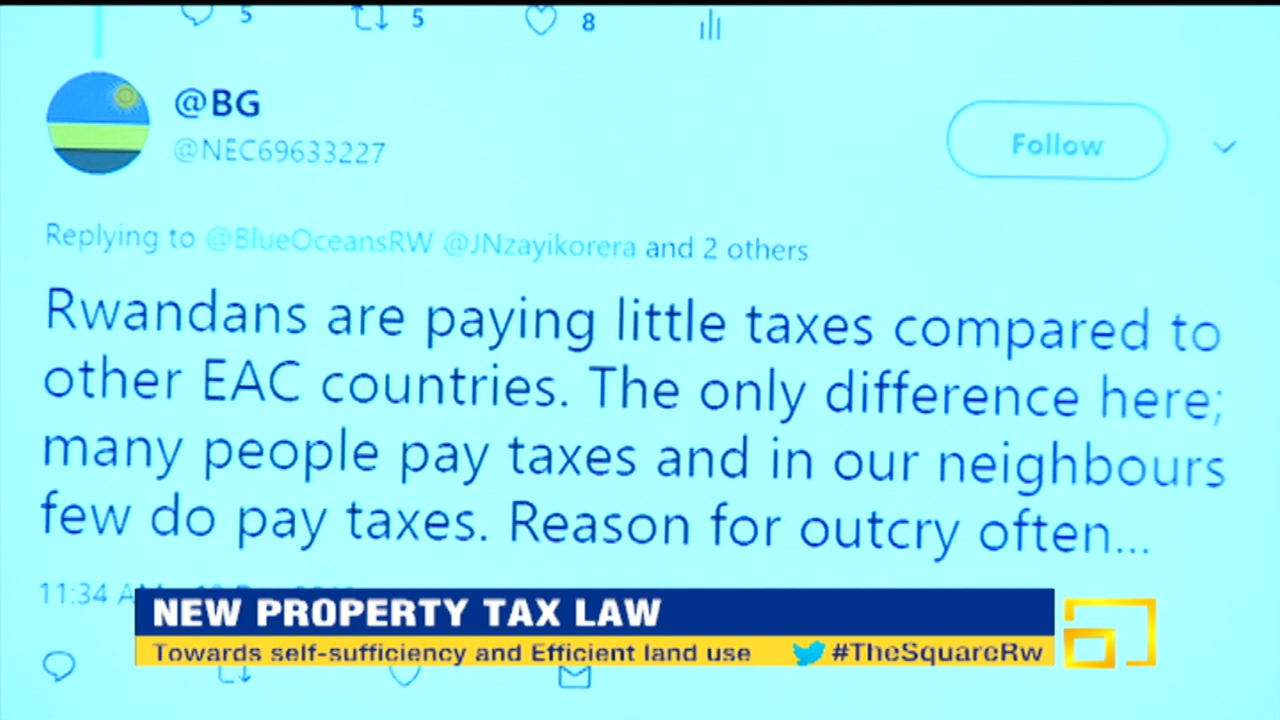 5 5 8
@BG
@NEC69633227
Follow
Replying to @BlueOceansRW @JNzayikorera and 2 others
Rwandans are paying little taxes compared to
other EAC countries. The only difference here;
many people pay taxes and in our neighbours
few do pay taxes. Reason for outcry often...
11:34
NEW PROPERTY TAX LAW
Towards self-sufficiency and Efficient land use #TheSquareRw